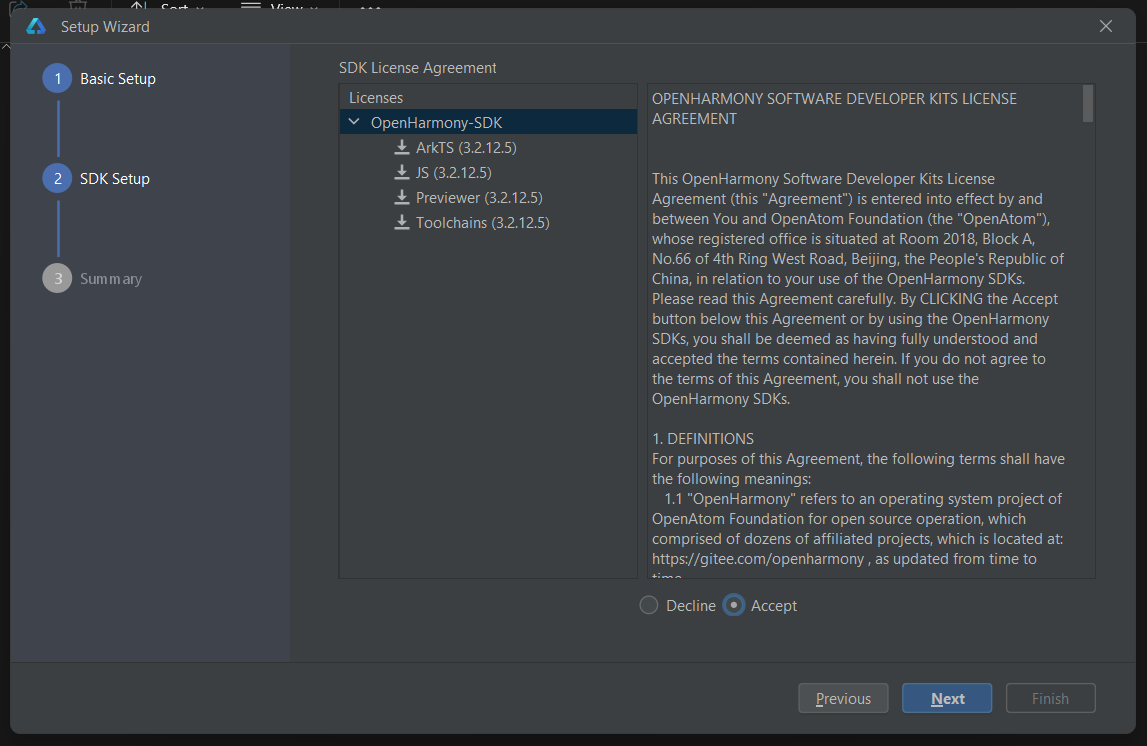 Sort
View
Setup Wizard
1 Basic Setup
2 SDK Setup
3 Summary
SDK License Agreement
Licenses
OpenHarmony-SDK
ArkTS (3.2.12.5)
JS (3.2.12.5)
Previewer (3.2.12.5)
Toolchains (3.2.12.5)
OPENHARMONY SOFTWARE DEVELOPER KITS LICENSE
AGREEMENT
This OpenHarmony Software Developer Kits License
Agreement (this "Agreement") is entered into effect by and
between You and OpenAtom Foundation (the "OpenAtom"),
whose registered office is situated at Room 2018, Block A,
No.66 of 4th Ring West Road, Beijing, the People's Republic of
China, in relation to your use of the OpenHarmony SDKs.
Please read this Agreement carefully. By CLICKING the Accept
button below this Agreement or by using the OpenHarmony
SDKs, you shall be deemed as having fully understood and
accepted the terms contained herein. If you do not agree to
the terms of this Agreement, you shall not use the
OpenHarmony SDKs.
1. DEFINITIONS
For purposes of this Agreement, the following terms shall have
the following meanings:
1.1 "OpenHarmony" refers to an operating system project of
OpenAtom Foundation for open source operation, which
comprised of dozens of affiliated projects, which is located at:
https://gitee.com/openharmony , as updated from time to
time
Decline
Accept
Previous
Next
Finish